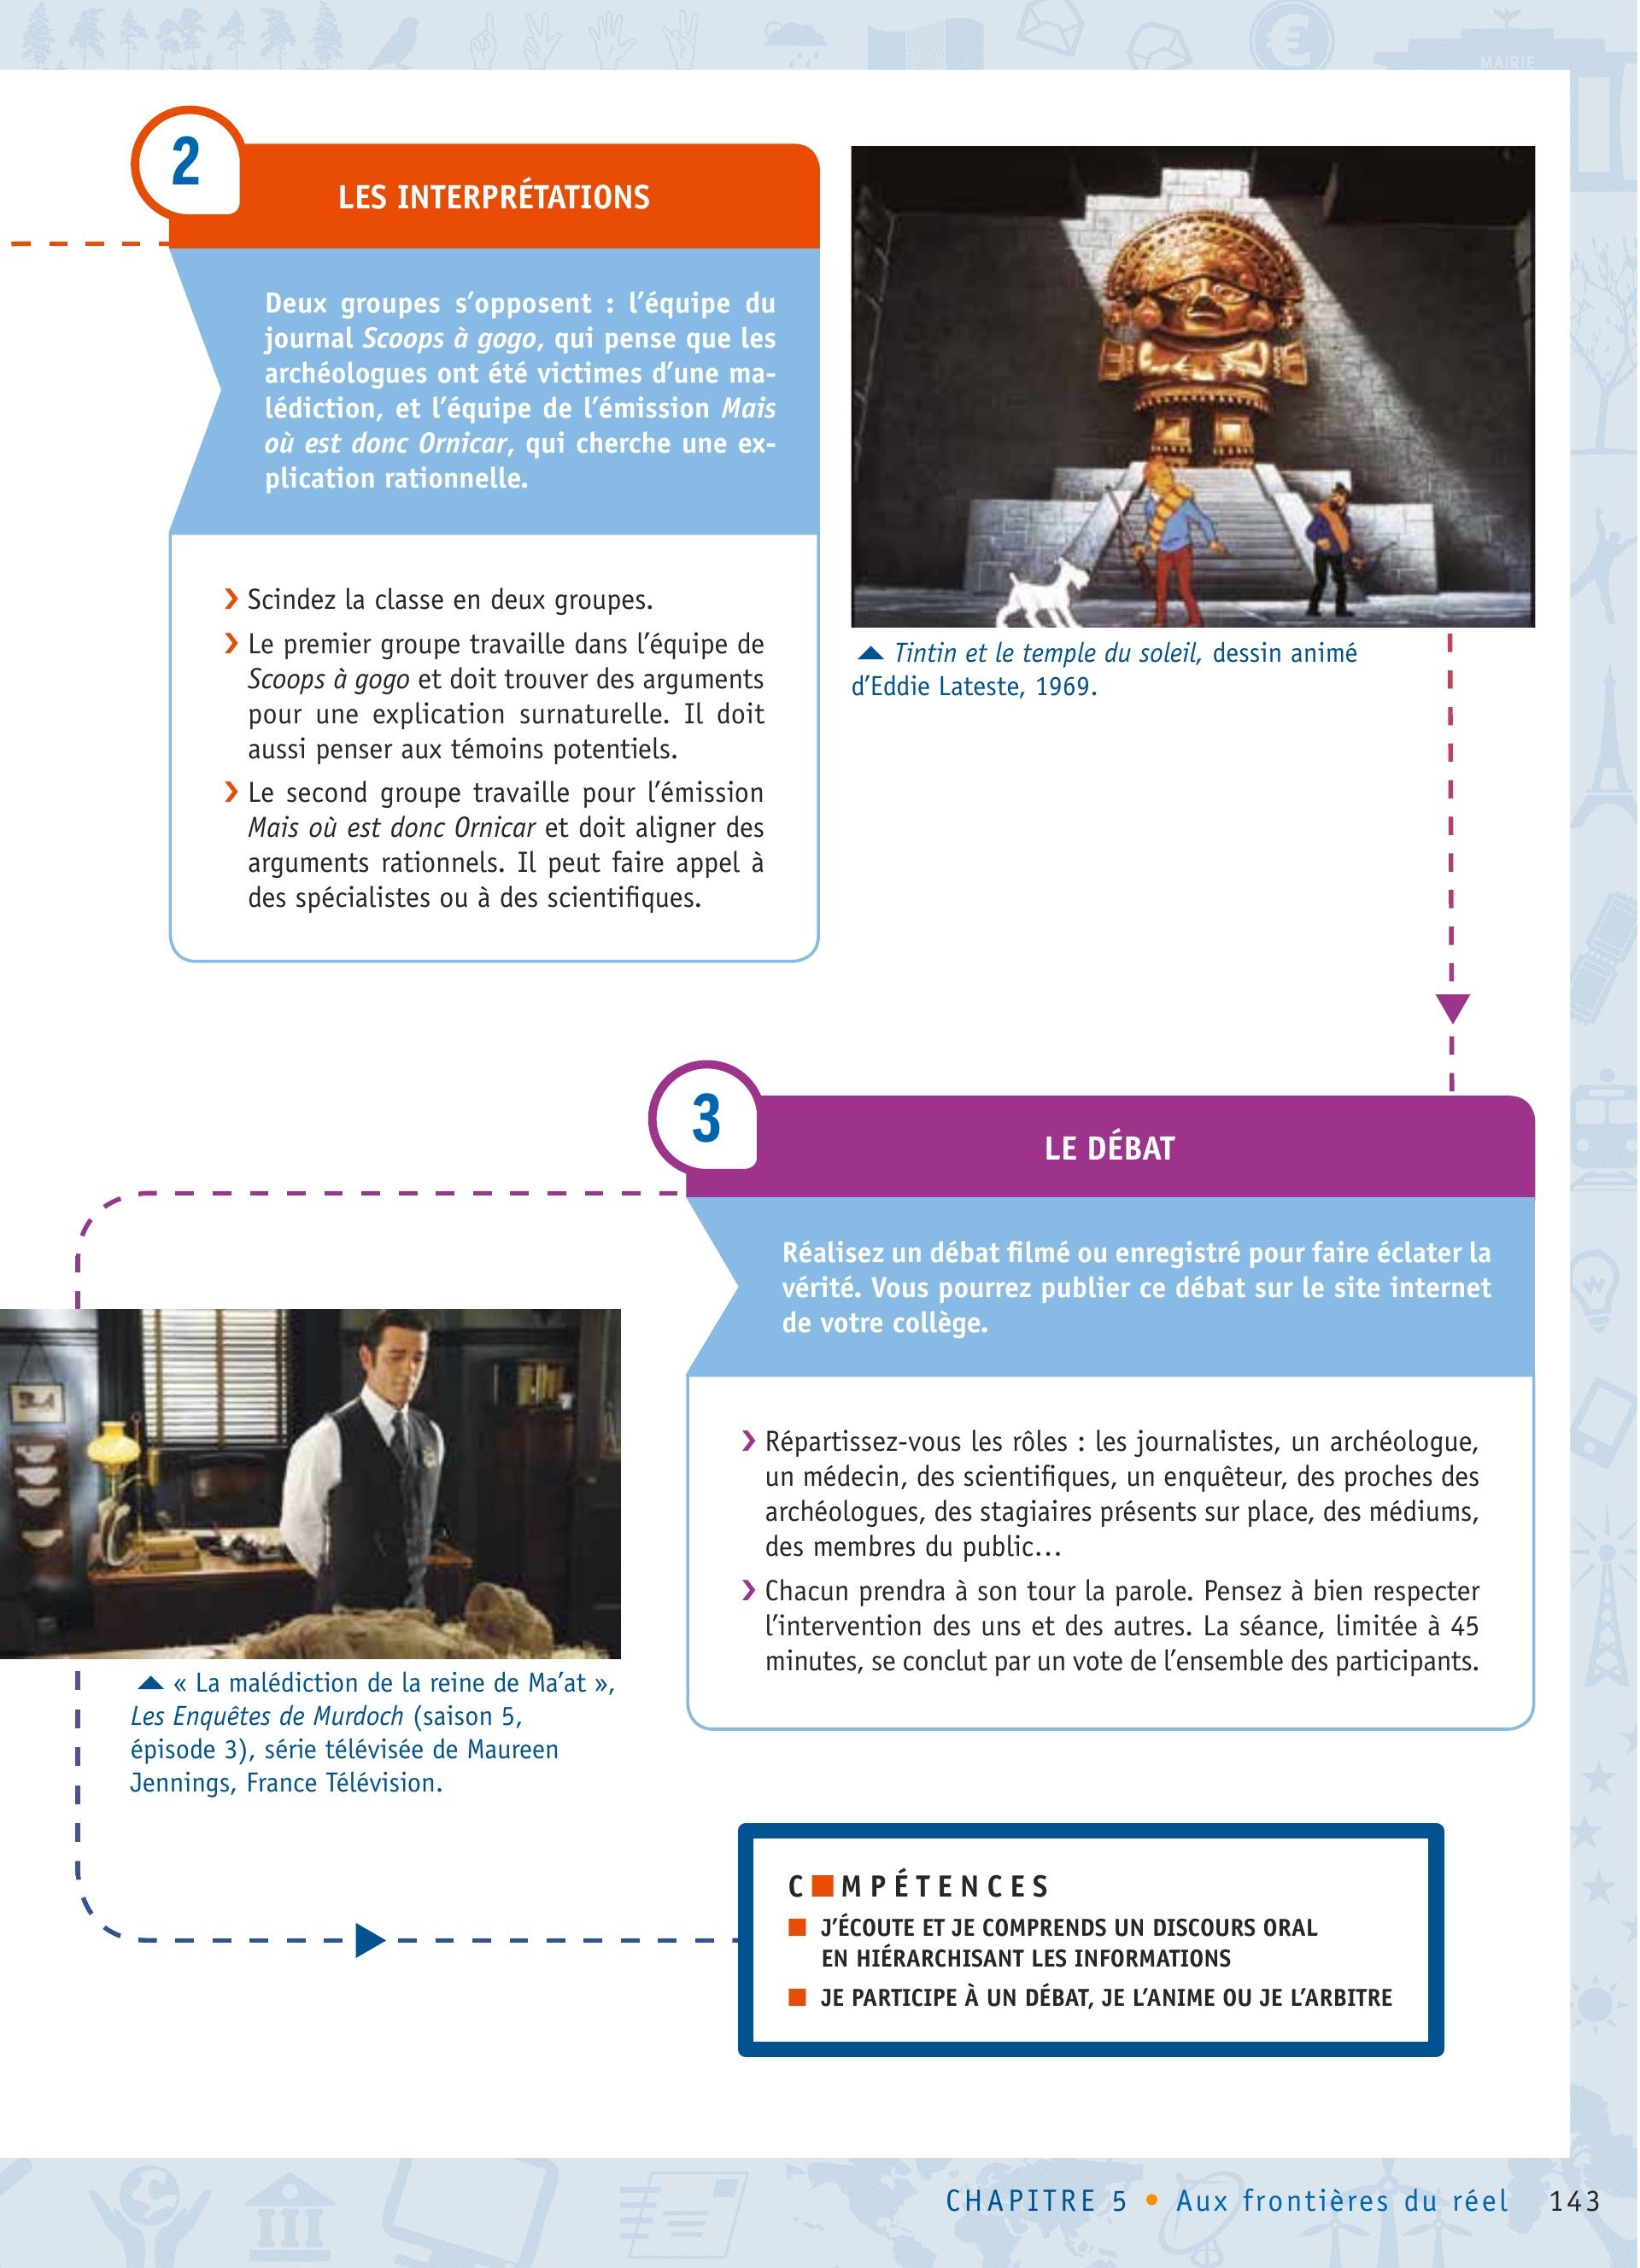 MAIRIE
2
LES INTERPRÉTATIONS
Deux groupes s’opposent : l’équipe du
journal Scoops à gogo, qui pense que les
archéologues ont été victimes d’une ma-
lédiction, et l’équipe de l’émission Mais
où est donc Ornicar, qui cherche une ex-
plication rationnelle.
❯ Scindez la classe en deux groupes.
❯ Le premier groupe travaille dans l’équipe de
Scoops à gogo et doit trouver des arguments
pour une explication surnaturelle. Il doit
aussi penser aux témoins potentiels.
❯ Le second groupe travaille pour l’émission
Mais où est donc Ornicar et doit aligner des
arguments rationnels. Il peut faire appel à
des spécialistes ou à des scientifiques.
Tintin et le temple du soleil, dessin animé
d’Eddie Lateste, 1969.
3
LE DÉBAT
Réalisez un débat filmé ou enregistré pour faire éclater la
vérité. Vous pourrez publier ce débat sur le site internet
de votre collège.
❯ Répartissez-vous les rôles : les journalistes, un archéologue,
un médecin, des scientifiques, un enquêteur, des proches des
archéologues, des stagiaires présents sur place, des médiums,
des membres du public…
❯ Chacun prendra à son tour la parole. Pensez à bien respecter
l’intervention des uns et des autres. La séance, limitée à 45
minutes, se conclut par un vote de l’ensemble des participants.
« La malédiction de la reine de Ma’at »,
Les Enquêtes de Murdoch (saison 5,
épisode 3), série télévisée de Maureen
Jennings, France Télévision.
C■MPÉTENCES
■ J’ÉCOUTE ET JE COMPRENDS UN DISCOURS ORAL
EN HIÉRARCHISANT LES INFORMATIONS
■ JE PARTICIPE À UN DÉBAT, JE L’ANIME OU JE L’ARBITRE
CHAPITRE 5 • Aux frontières du réel 143